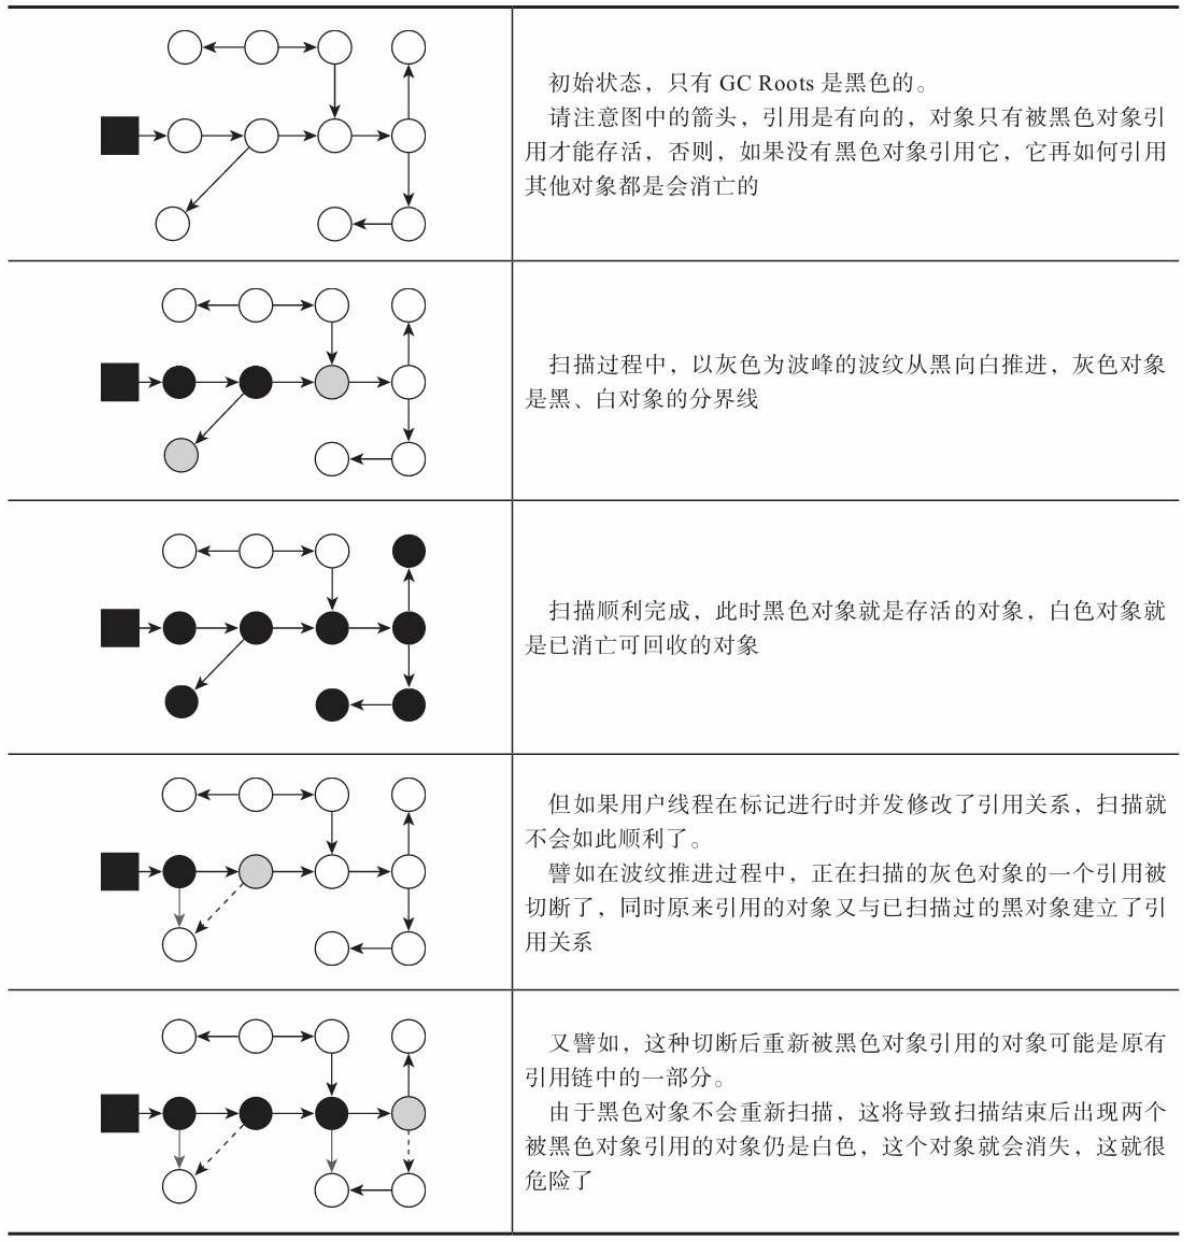 初始状态，只有 GC Roots 是黑色的。
请注意图中的箭头，引用是有向的，对象只有被黑色对象引
用才能存活，否则，如果没有黑色对象引用它，它再如何引用
其他对象都是会消亡的
扫描过程中，以灰色为波峰的波纹从黑向白推进，灰色对象
是黑、白对象的分界线
扫描顺利完成，此时黑色对象就是存活的对象，白色对象就
是已消亡可回收的对象
但如果用户线程在标记进行时并发修改了引用关系，扫描就
不会如此顺利了。
譬如在波纹推进过程中，正在扫描的灰色对象的一个引用被
切断了，同时原来引用的对象又与已扫描过的黑对象建立了引
用关系
又譬如，这种切断后重新被黑色对象引用的对象可能是原有
引用链中的一部分。
由于黑色对象不会重新扫描，这将导致扫描结束后出现两个
被黑色对象引用的对象仍是白色，这个对象就会消失，这就很
危险了